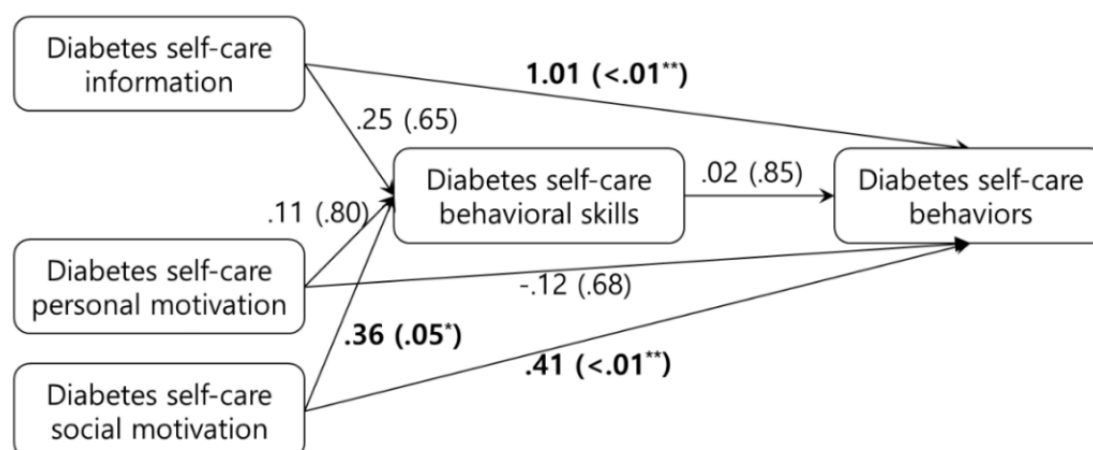 Diabetes self-care
information
1.01 (<.01**)
.25 (.65)
Diabetes self-care
behavioral skills
.02 (.85)
Diabetes self-care
behaviors
.11 (.80)
Diabetes self-care
personal motivation
-.12 (.68)
.36 (.05*)
.41 (<.01**)
Diabetes self-care
social motivation